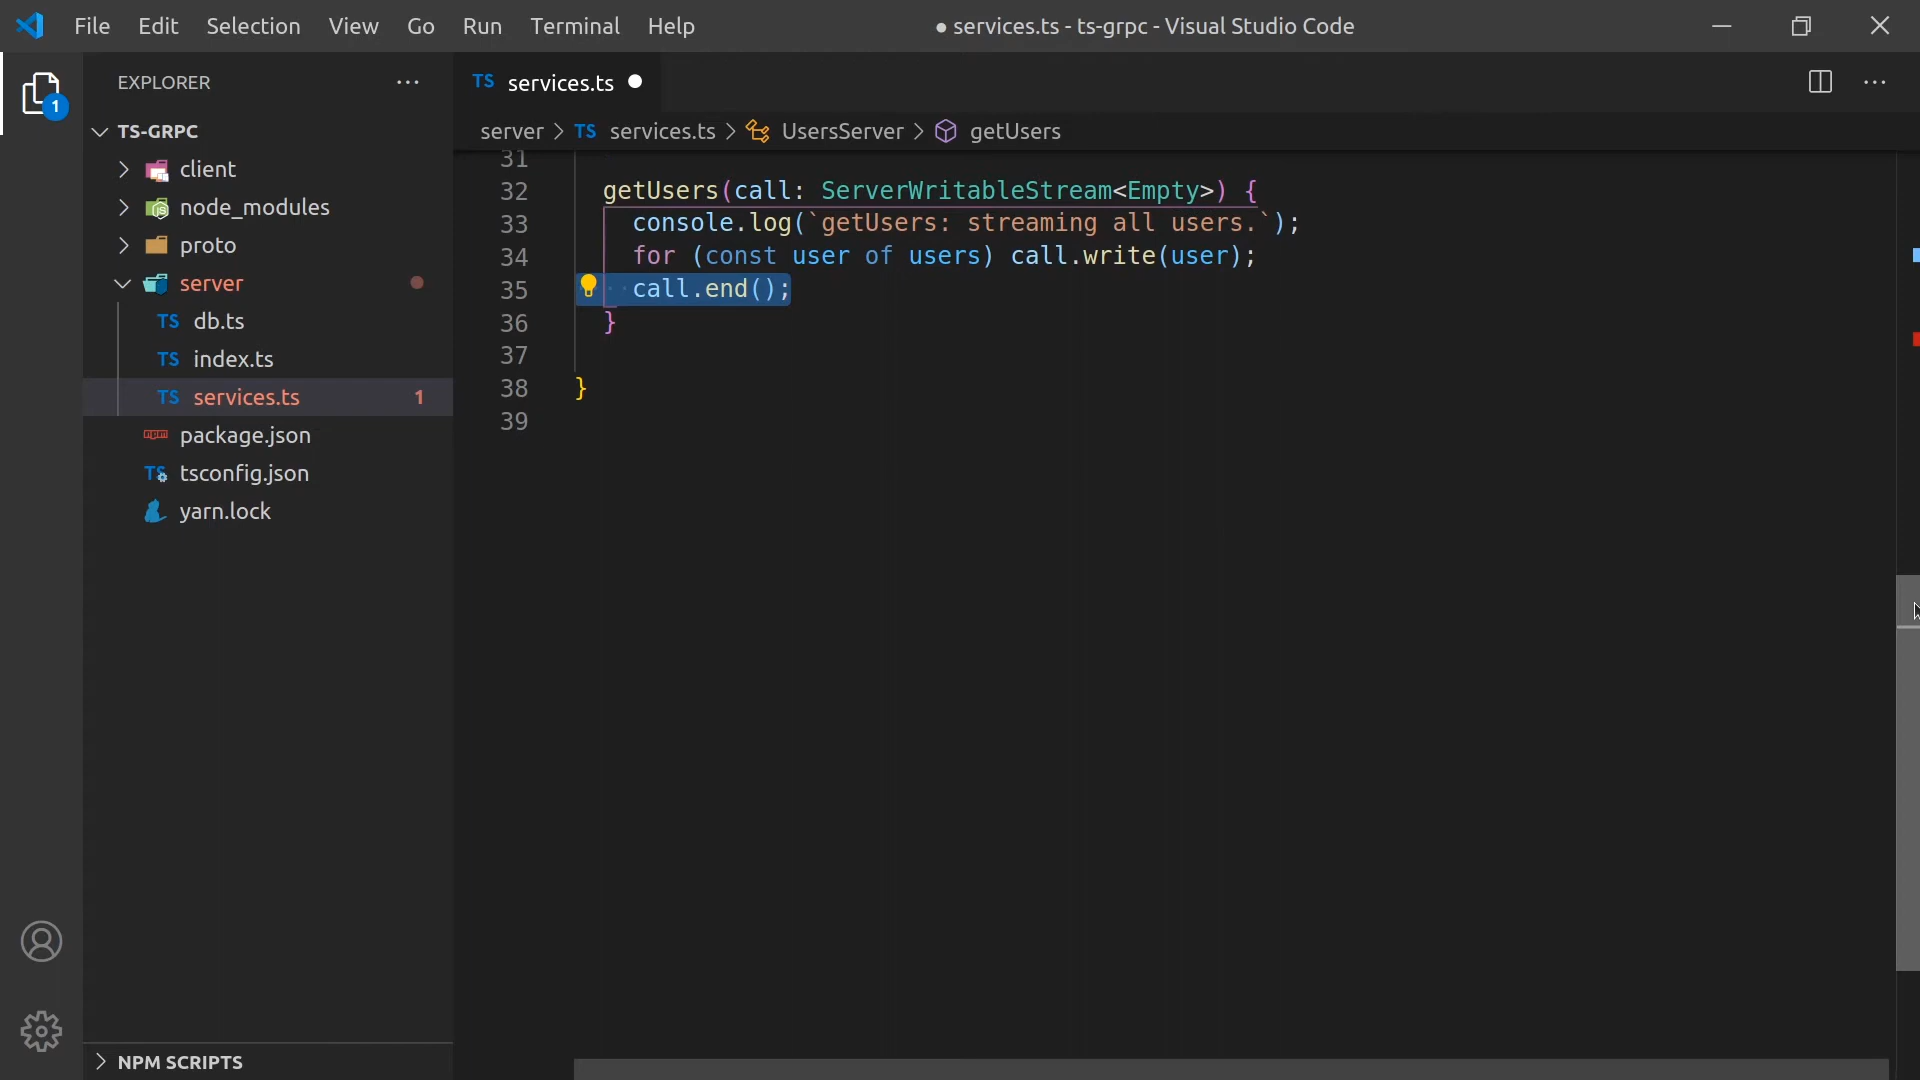 File Edit Selection View Go Run Terminal Help
● services.ts - ts-grpc - Visual Studio Code
EXPLORER
TS services.ts
1
TS-GRPC
server > TS services.ts > UsersServer > getUsers
client
node_modules
proto
server
TS db.ts
TS index.ts
TS services.ts 1
package.json
TS tsconfig.json
yarn.lock
NPM SCRIPTS
31
32 getUsers(call: ServerWritableStream<Empty>) {
33 console.log(`getUsers: streaming all users.`);
34 for (const user of users) call.write(user);
35 call.end();
36 }
37
38 }
39